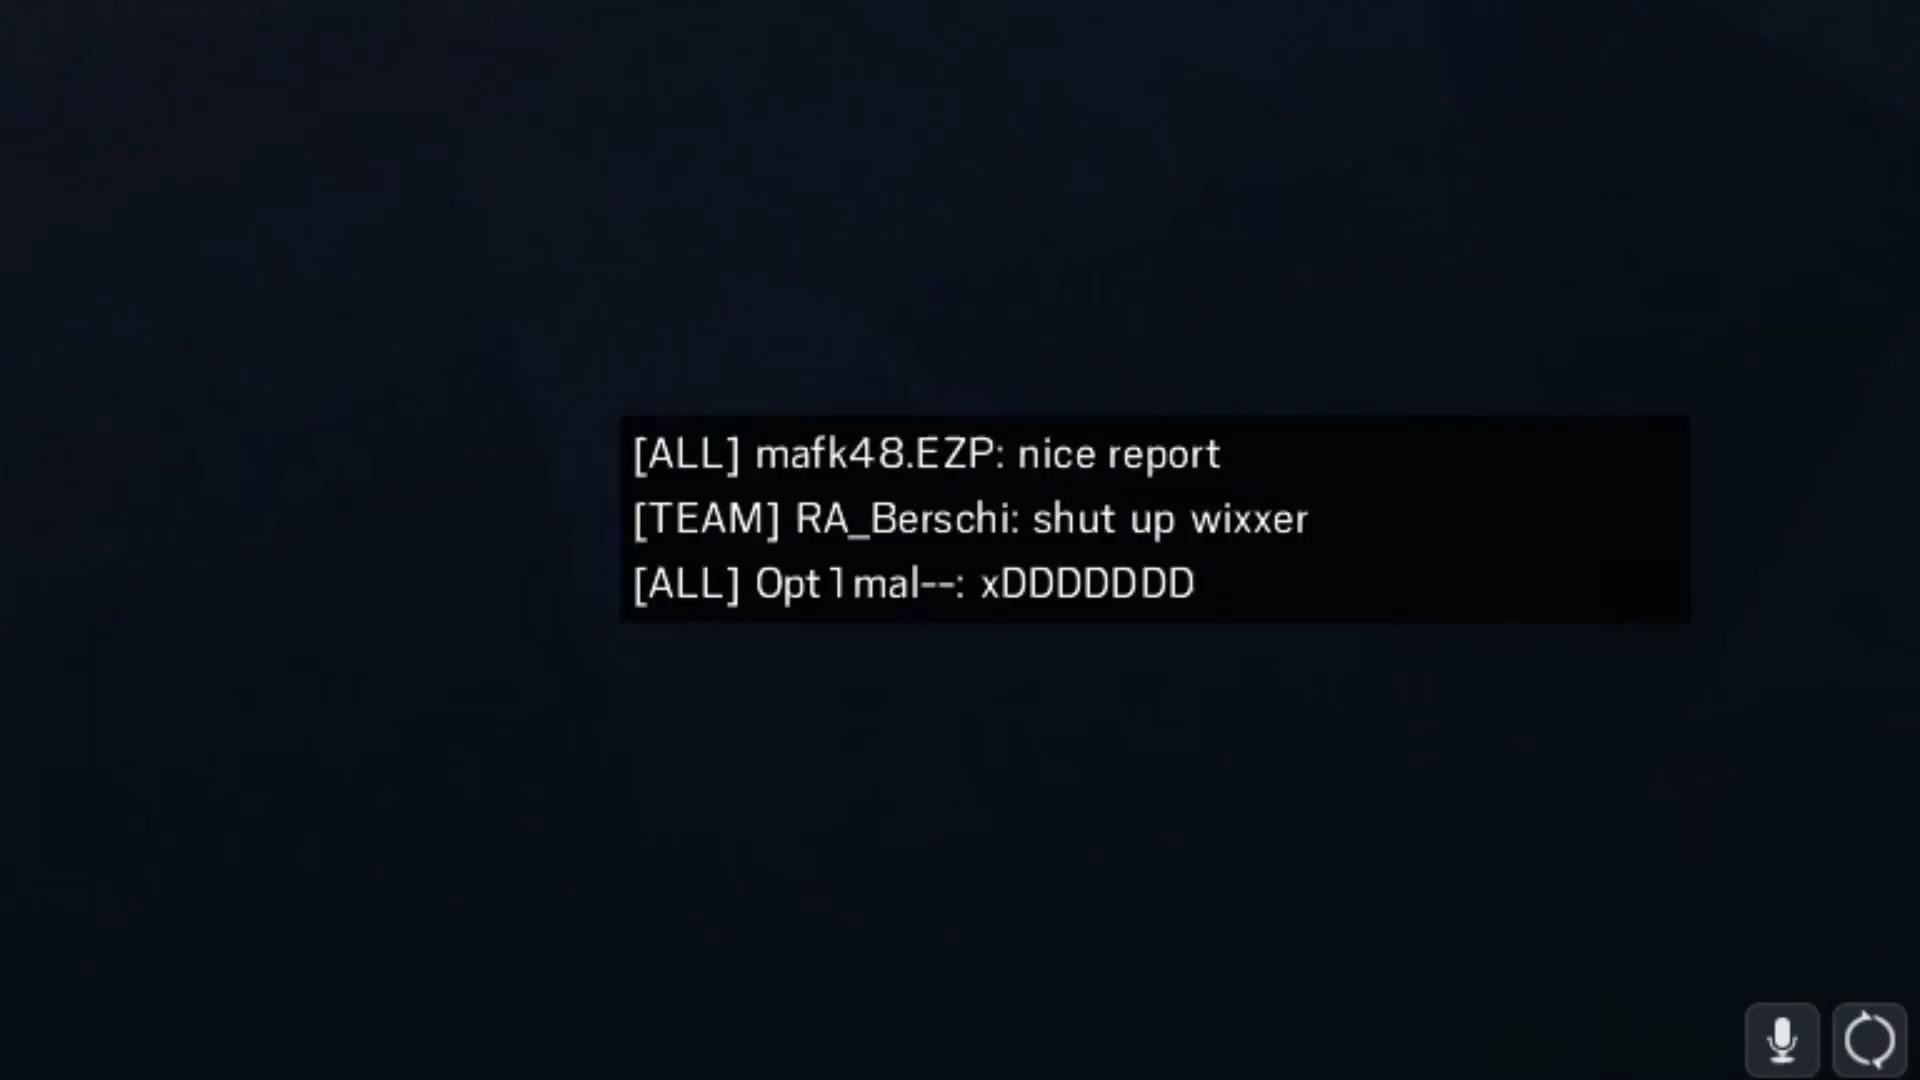 [ALL] mafk48.EZP: nice report
[TEAM] RA_Berschi: shut up wixxer
[ALL] Opt1mal--: xDDDDDDD